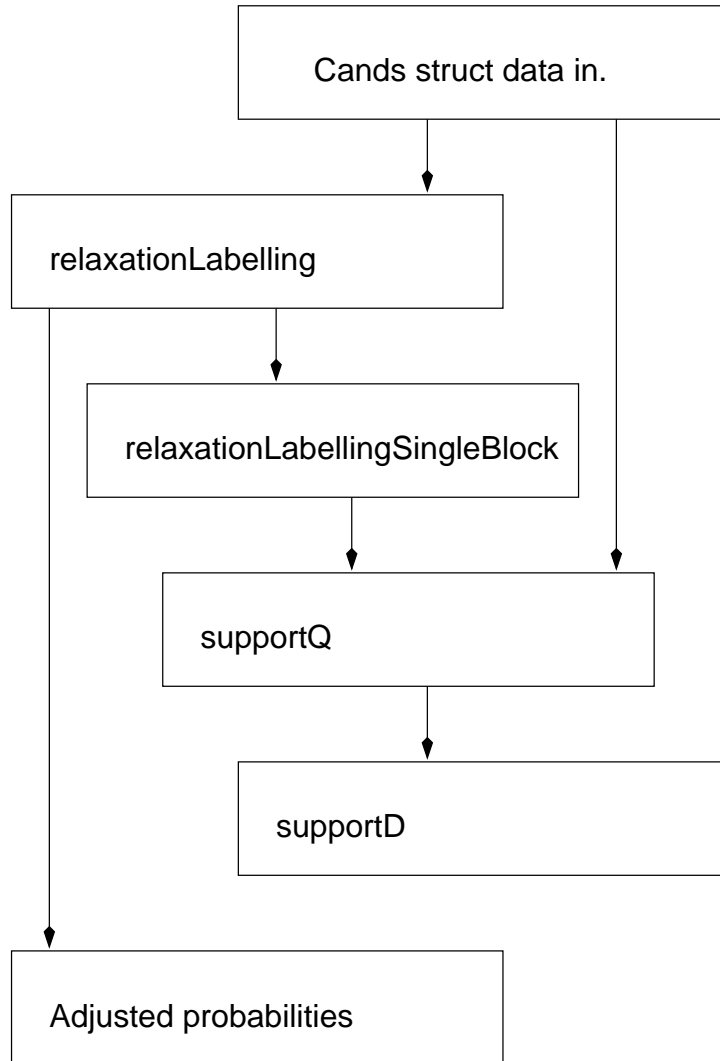 Cands struct data in.
relaxationLabelling
relaxationLabellingSingleBlock
supportQ
supportD
Adjusted probabilities